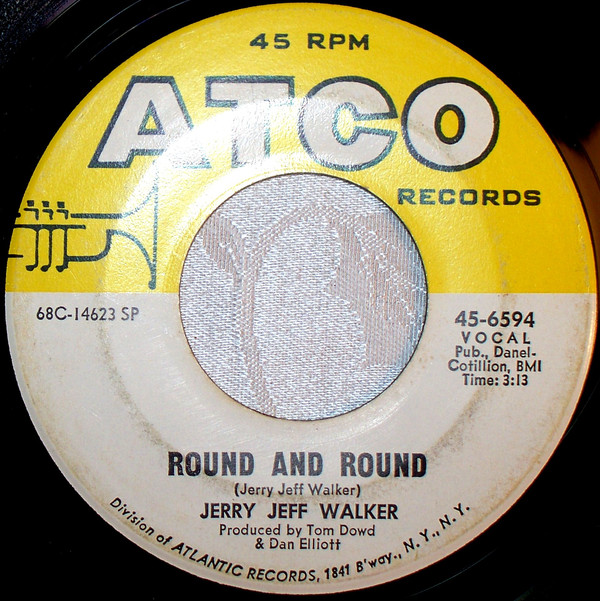 45 RPM
ATCO
RECORDS
68C-14623 SP
45-6594
VOCAL
Pub., Danel-
Cotillion, BMI
Time: 3:13
ROUND AND ROUND
(Jerry Jeff Walker)
JERRY JEFF WALKER
Produced by Tom Dowd
& Dan Elliott
Division of ATLANTIC RECORDS, 1841 B'way., N.Y., N.Y.